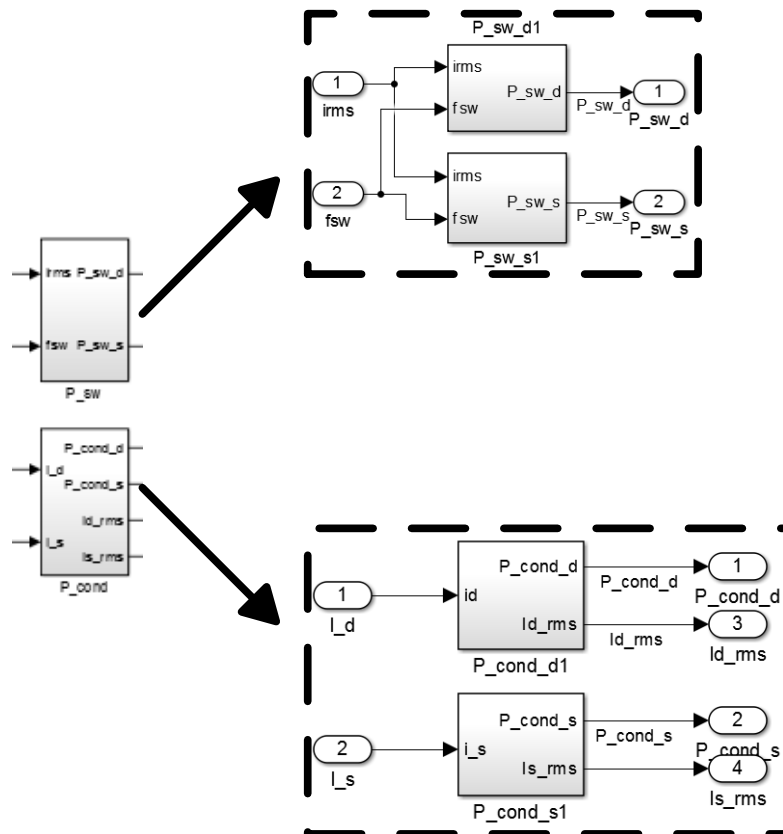 P_sw_d1
1
irms
irms
fsw
P_sw_d
P_sw_d
1
P_sw_d
2
fsw
irms
fsw
P_sw_s
P_sw_s
2
P_sw_s
P_sw_s1
irms P_sw_d
fsw P_sw_s
P_sw
P_cond_d
I_d
P_cond_s
Id_rms
I_s
Is_rms
P_cond
1
I_d
id
P_cond_d
Id_rms
P_cond_d
Id_rms
1
P_cond_d
3
Id_rms
P_cond_d1
2
I_s
i_s
P_cond_s
Is_rms
P_cond_s
2
P_cond_s
4
Is_rms
P_cond_s1